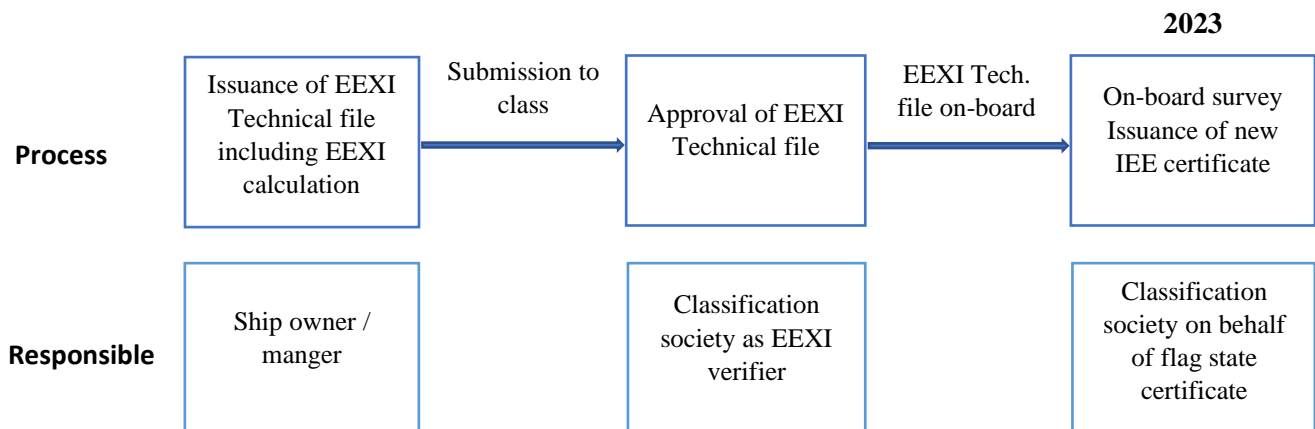 2023
Issuance of EEXI
Technical file
including EEXI
calculation
Submission to
class
Approval of EEXI
Technical file
EEXI Tech.
file on-board
On-board survey
Issuance of new
IEE certificate
Process
Ship owner /
manger
Classification
society as EEXI
verifier
Classification
society on behalf
of flag state
certificate
Responsible